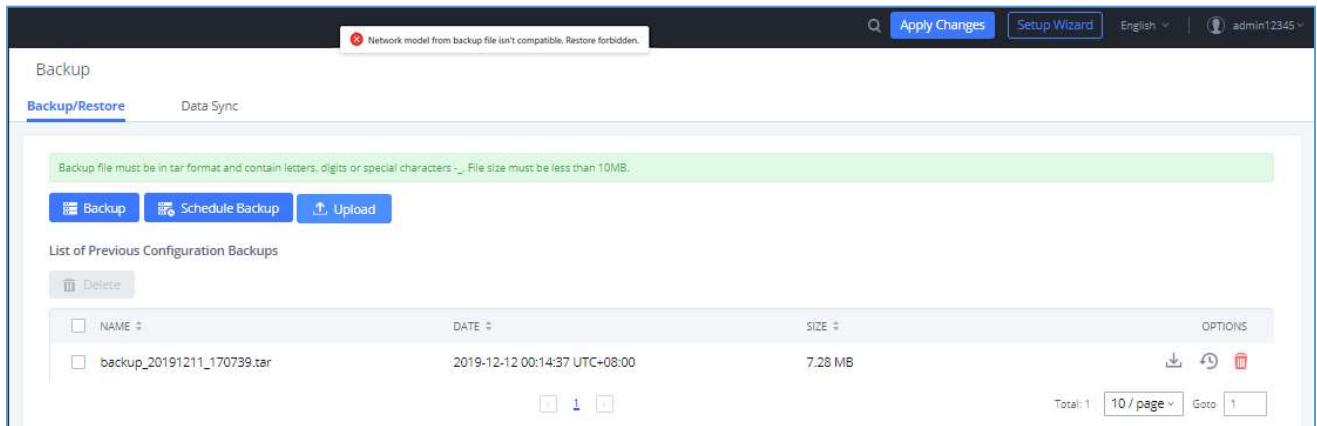 Apply Changes Setup Wizard English admin12345
Network model from backup file isn't compatible. Restore forbidden.
Backup
Backup/Restore Data Sync
Backup file must be in tar format and contain letters, digits or special characters -_. File size must be less than 10MB.
Backup Schedule Backup Upload
List of Previous Configuration Backups
Delete
NAME DATE SIZE OPTIONS
backup_20191211_170739.tar 2019-12-12 00:14:37 UTC+08:00 7.28 MB
1 Total: 1 10 / page Goto 1